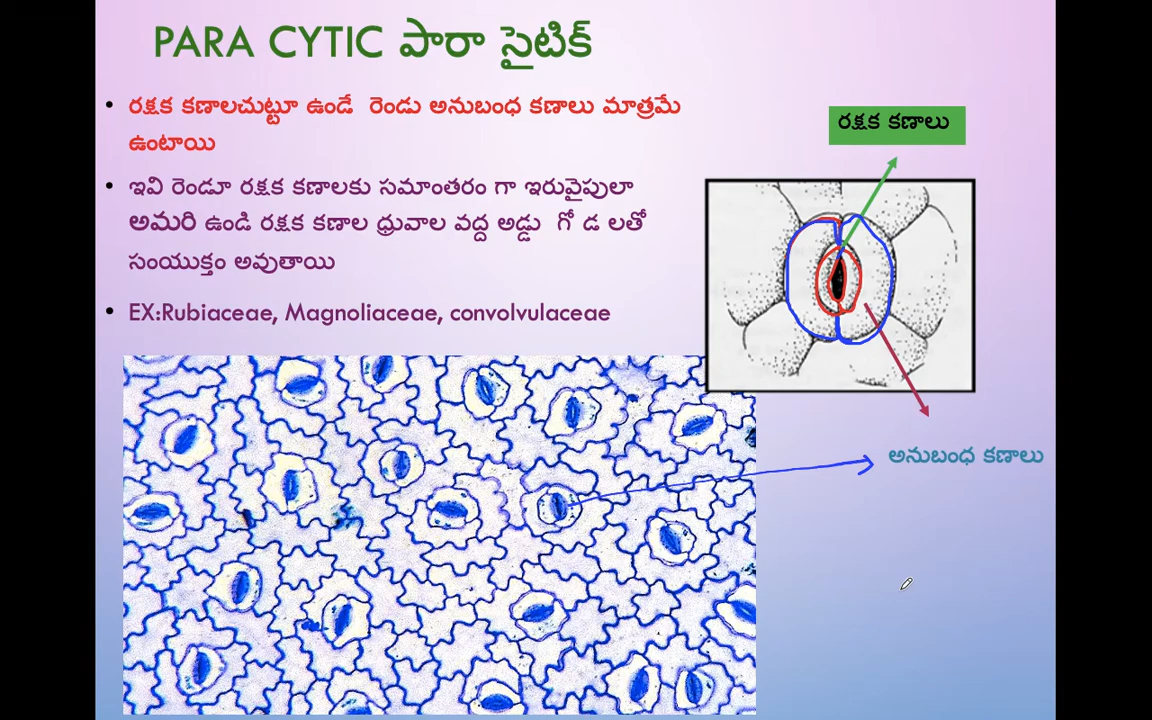 PARA CYTIC పారా సైటిక్
• రక్షక కణాలచుట్టూ ఉండే రెండు అనుబంధ కణాలు మాత్రమే
ఉంటాయి
• ఇవి రెండూ రక్షక కణాలకు సమాంతరం గా ఇరువైపులా
అమరి ఉండి రక్షక కణాల ధ్రువాల వద్ద అడ్డు గో డ లతో
సంయుక్తం అవుతాయి
• EX:Rubiaceae, Magnoliaceae, convolvulaceae
రక్షక కణాలు
అనుబంధ కణాలు